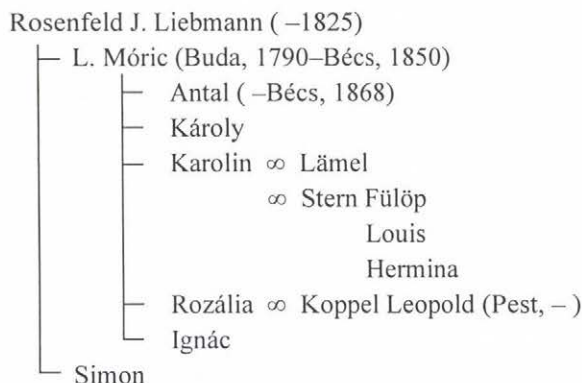 Rosenfeld J. Liebmann ( –1825)
L. Móric (Buda, 1790–Bécs, 1850)
Antal ( –Bécs, 1868)
Károly
Karolin ∞ Lämel
∞ Stern Fülöp
Louis
Hermina
Rozália ∞ Koppel Leopold (Pest, – )
Ignác
Simon